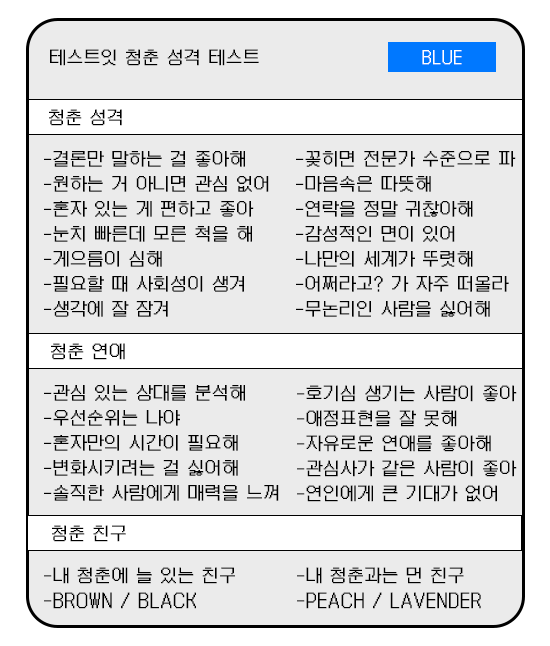 테스트잇 청춘 성격 테스트
BLUE
청춘 성격
-결론만 말하는 걸 좋아해
-원하는 거 아니면 관심 없어
-혼자 있는 게 편하고 좋아
-눈치 빠른데 모른 척을 해
-게으름이 심해
-필요할 때 사회성이 생겨
-생각에 잘 잠겨
-꽂히면 전문가 수준으로 파
-마음속은 따뜻해
-연락을 정말 귀찮아해
-감성적인 면이 있어
-나만의 세계가 뚜렷해
-어쩌라고? 가 자주 떠올라
-무논리인 사람을 싫어해
청춘 연애
-관심 있는 상대를 분석해
-우선순위는 나야
-혼자만의 시간이 필요해
-변화시키려는 걸 싫어해
-솔직한 사람에게 매력을 느껴
-호기심 생기는 사람이 좋아
-애정표현을 잘 못해
-자유로운 연애를 좋아해
-관심사가 같은 사람이 좋아
-연인에게 큰 기대가 없어
청춘 친구
-내 청춘에 늘 있는 친구
-BROWN / BLACK
-내 청춘과는 먼 친구
-PEACH / LAVENDER